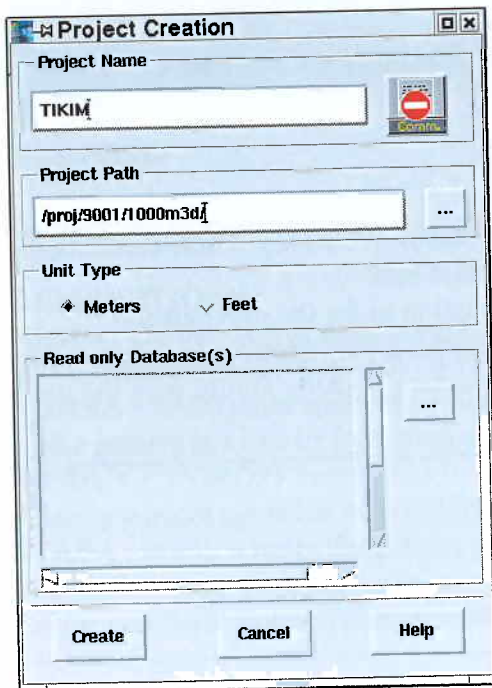 Project Creation
Project Name
TIKIM
Comm.
Project Path
/proj/9001/1000m3d/
...
Unit Type
Meters
Feet
Read only Database(s)
...
Create
Cancel
Help